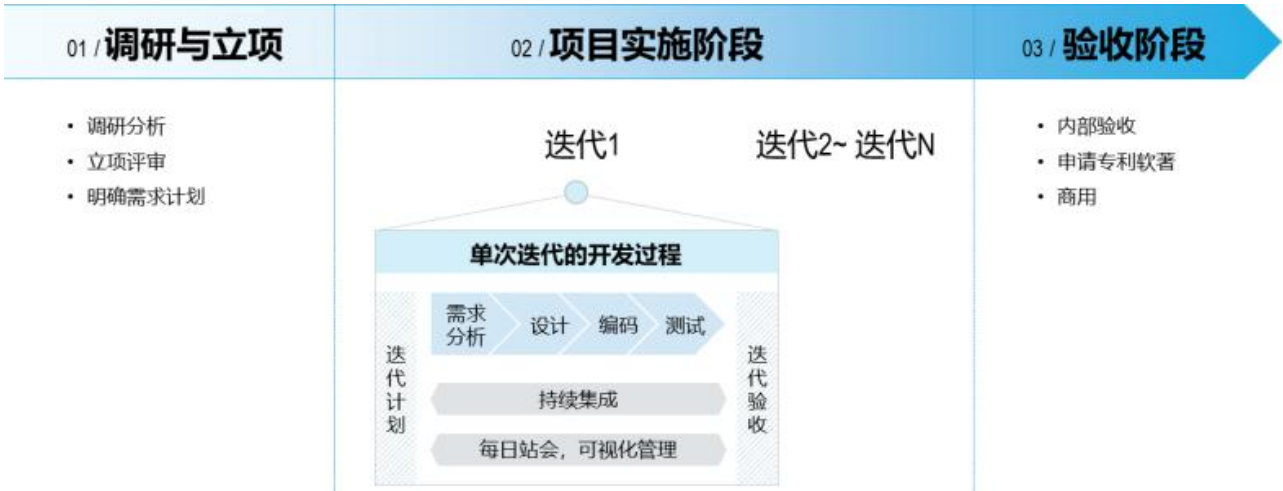 01 / 调研与立项
02 / 项目实施阶段
03 / 验收阶段
• 调研分析
• 立项评审
• 明确需求计划
迭代1
迭代2~ 迭代N
单次迭代的开发过程
迭代计划
需求
分析
设计
编码
测试
持续集成
每日站会，可视化管理
迭代验收
• 内部验收
• 申请专利软著
• 商用